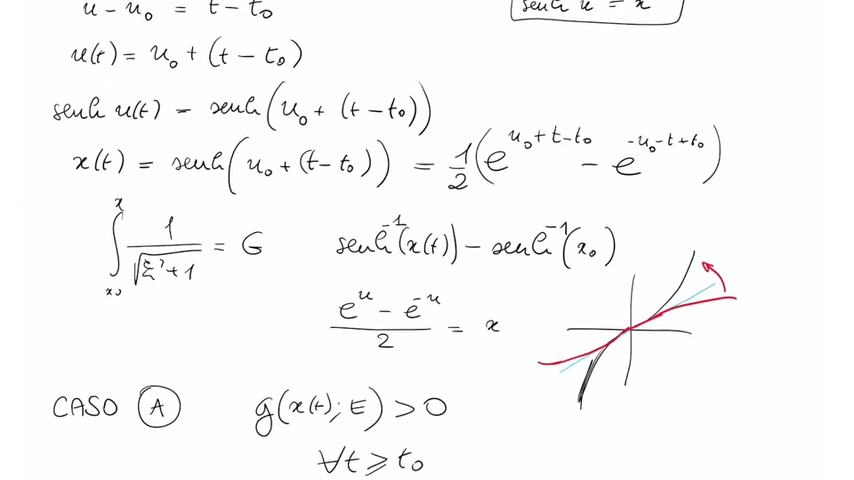 u - u₀ = t - t₀
senh u = x
u(t) = u₀ + (t - t₀)
senh u(t) = senh(u₀ + (t - t₀))
x(t) = senh(u₀ + (t - t₀)) = 1/2 (e^(u₀+t-t₀) - e^(-u₀-t+t₀))
∫_{x₀}^{x} 1/√(ξ²+1) = G senh⁻¹(x(t)) - senh⁻¹(x₀)
(e^u - e^-u)/2 = x
CASO A g(x(t); E) > 0
∀t ≥ t₀